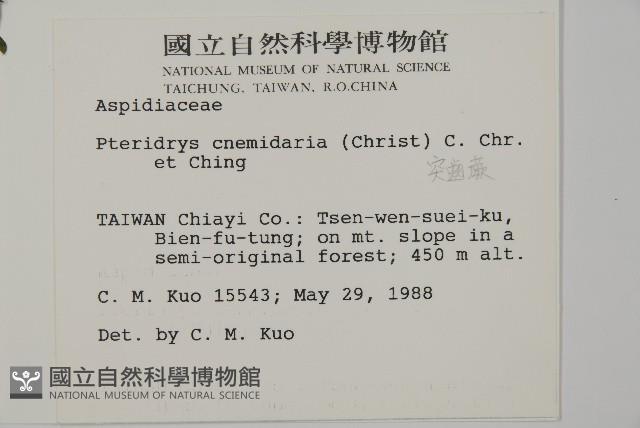 國立自然科學博物館
NATIONAL MUSEUM OF NATURAL SCIENCE
TAICHUNG, TAIWAN, R.O.CHINA
Aspidiaceae
Pteridrys cnemidaria (Christ) C. Chr.
et Ching
突齒蕨
TAIWAN Chiayi Co.: Tsen-wen-suei-ku,
Bien-fu-tung; on mt. slope in a
semi-original forest; 450 m alt.
C. M. Kuo 15543; May 29, 1988
Det. by C. M. Kuo
國立自然科學博物館
NATIONAL MUSEUM OF NATURAL SCIENCE